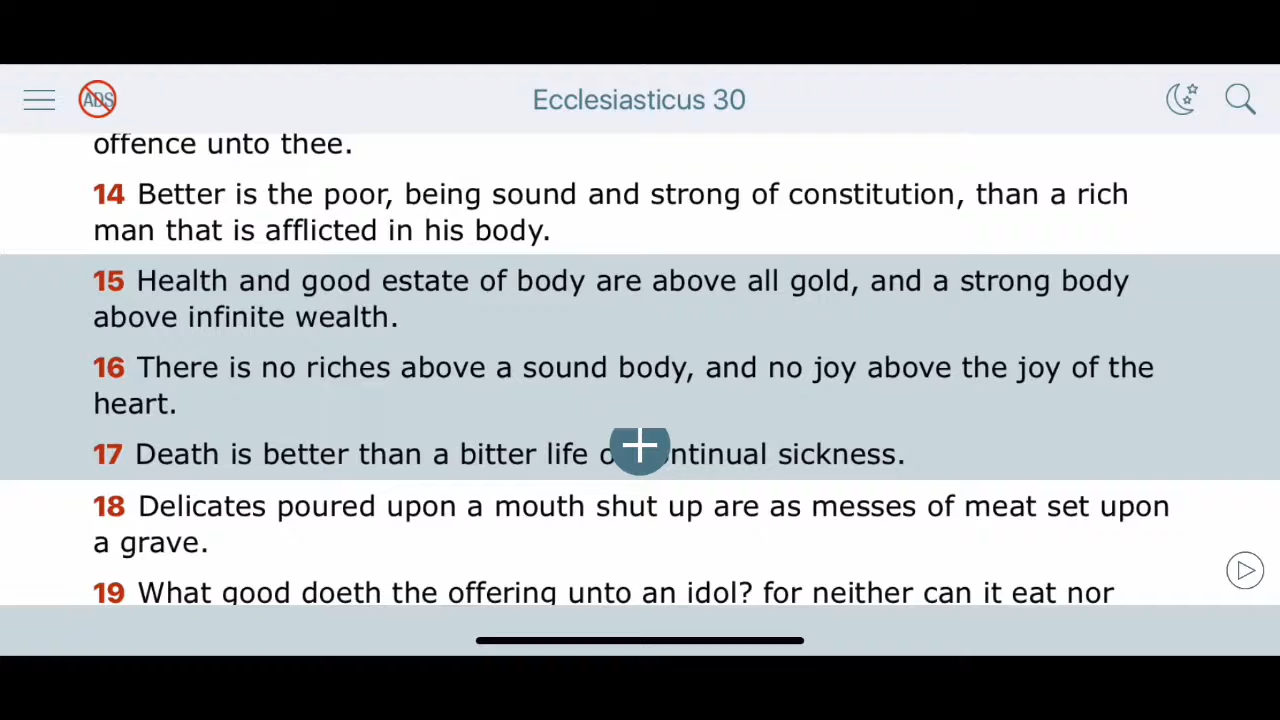 ADS
Ecclesiasticus 30
offence unto thee.
14 Better is the poor, being sound and strong of constitution, than a rich
man that is afflicted in his body.
15 Health and good estate of body are above all gold, and a strong body
above infinite wealth.
16 There is no riches above a sound body, and no joy above the joy of the
heart.
17 Death is better than a bitter life continual sickness.
18 Delicates poured upon a mouth shut up are as messes of meat set upon
a grave.
19 What good doeth the offering unto an idol? for neither can it eat nor